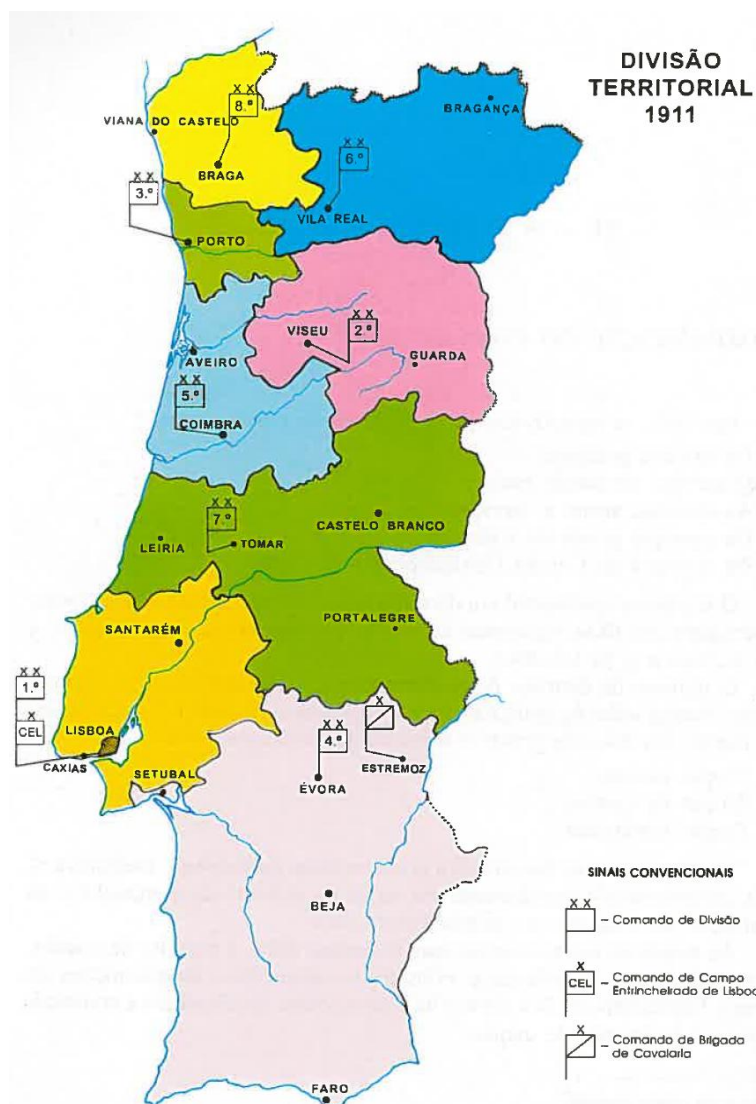 DIVISÃO
TERRITORIAL
1911
X X
8.º
VIANA DO CASTELO
BRAGA
BRAGANÇA
X X
6.º
VILA REAL
X X
3.º
PORTO
X X
2.º
VISEU
GUARDA
AVEIRO
X X
5.º
COIMBRA
X X
7.º
LEIRIA
TOMAR
CASTELO BRANCO
SANTARÉM
PORTALEGRE
X X
1.º
X
CEL
LISBOA
CAXIAS
SETUBAL
X X
4.º
ÉVORA
X
ESTREMOZ
BEJA
FARO
SINAIS CONVENCIONAIS
X X
– Comando de Divisão
X
CEL
– Comando de Campo
Entrincheirado de Lisboa
X
– Comando de Brigada
de Cavalaria